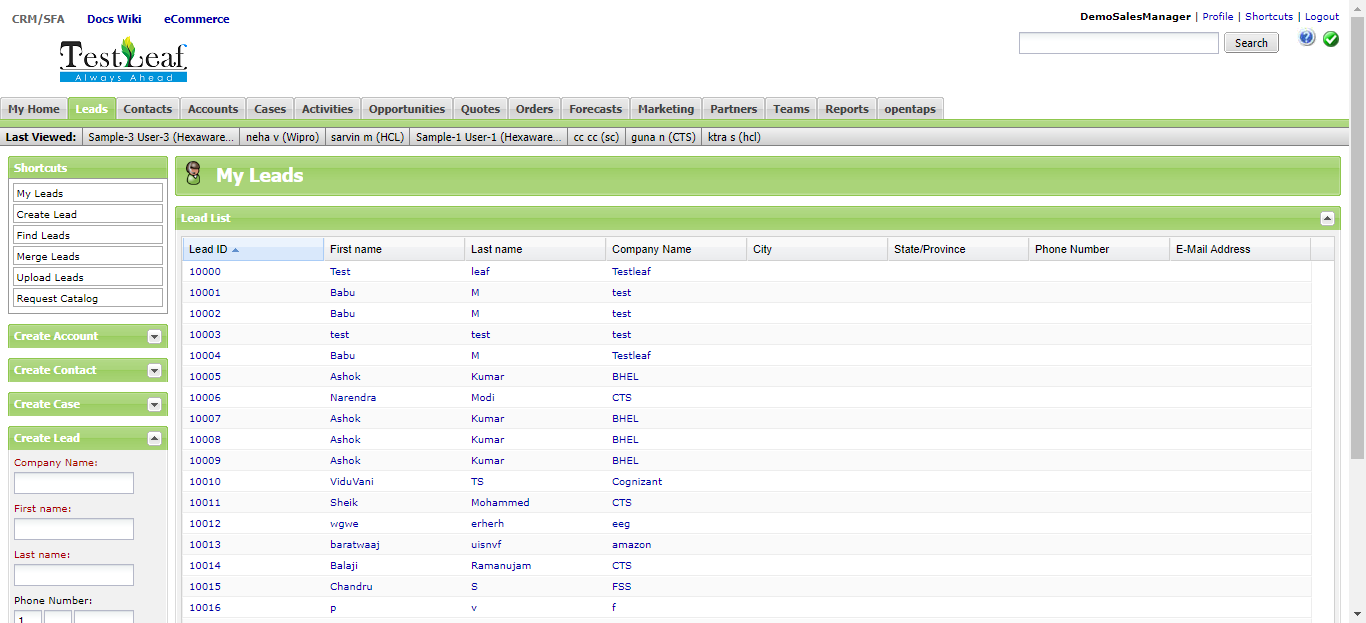 CRM/SFA Docs Wiki eCommerce
DemoSalesManager | Profile | Shortcuts | Logout
TestLeaf
Always Ahead
Search
My Home Leads Contacts Accounts Cases Activities Opportunities Quotes Orders Forecasts Marketing Partners Teams Reports opentaps
Last Viewed: Sample-3 User-3 (Hexaware... neha v (Wipro) sarvin m (HCL) Sample-1 User-1 (Hexaware... cc cc (sc) guna n (CTS) ktra s (hcl)
Shortcuts
My Leads
Create Lead
Find Leads
Merge Leads
Upload Leads
Request Catalog
Create Account
Create Contact
Create Case
Create Lead
Company Name:
First name:
Last name:
Phone Number:
1
My Leads
Lead List
Lead ID First name Last name Company Name City State/Province Phone Number E-Mail Address
10000 Test leaf Testleaf
10001 Babu M test
10002 Babu M test
10003 test test test
10004 Babu M Testleaf
10005 Ashok Kumar BHEL
10006 Narendra Modi CTS
10007 Ashok Kumar BHEL
10008 Ashok Kumar BHEL
10009 Ashok Kumar BHEL
10010 ViduVani TS Cognizant
10011 Sheik Mohammed CTS
10012 wgwe erherh eeg
10013 baratwaaj uisnvf amazon
10014 Balaji Ramanujam CTS
10015 Chandru S FSS
10016 p v f